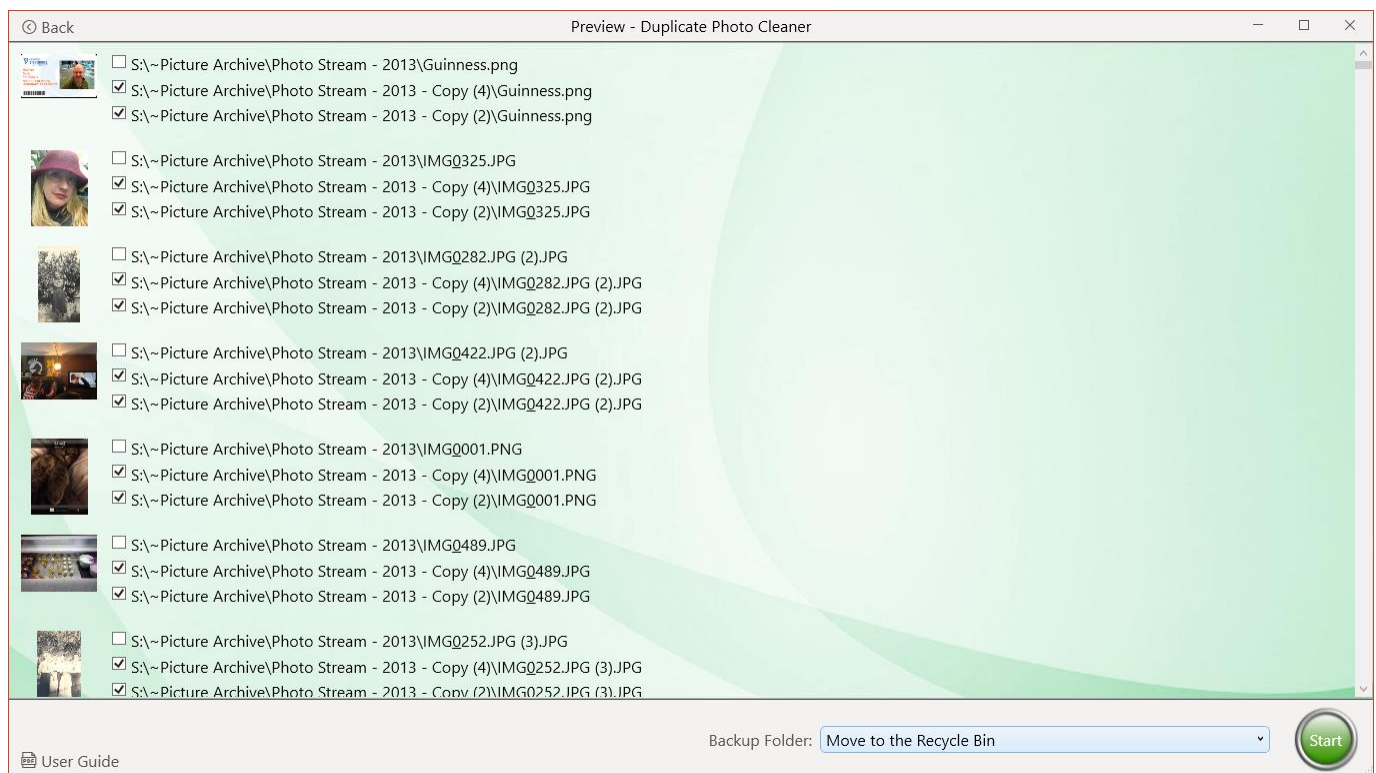 Back
Preview - Duplicate Photo Cleaner
S:\~Picture Archive\Photo Stream - 2013\Guinness.png
S:\~Picture Archive\Photo Stream - 2013 - Copy (4)\Guinness.png
S:\~Picture Archive\Photo Stream - 2013 - Copy (2)\Guinness.png
S:\~Picture Archive\Photo Stream - 2013\IMG0325.JPG
S:\~Picture Archive\Photo Stream - 2013 - Copy (4)\IMG0325.JPG
S:\~Picture Archive\Photo Stream - 2013 - Copy (2)\IMG0325.JPG
S:\~Picture Archive\Photo Stream - 2013\IMG0282.JPG (2).JPG
S:\~Picture Archive\Photo Stream - 2013 - Copy (4)\IMG0282.JPG (2).JPG
S:\~Picture Archive\Photo Stream - 2013 - Copy (2)\IMG0282.JPG (2).JPG
S:\~Picture Archive\Photo Stream - 2013\IMG0422.JPG (2).JPG
S:\~Picture Archive\Photo Stream - 2013 - Copy (4)\IMG0422.JPG (2).JPG
S:\~Picture Archive\Photo Stream - 2013 - Copy (2)\IMG0422.JPG (2).JPG
S:\~Picture Archive\Photo Stream - 2013\IMG0001.PNG
S:\~Picture Archive\Photo Stream - 2013 - Copy (4)\IMG0001.PNG
S:\~Picture Archive\Photo Stream - 2013 - Copy (2)\IMG0001.PNG
S:\~Picture Archive\Photo Stream - 2013\IMG0489.JPG
S:\~Picture Archive\Photo Stream - 2013 - Copy (4)\IMG0489.JPG
S:\~Picture Archive\Photo Stream - 2013 - Copy (2)\IMG0489.JPG
S:\~Picture Archive\Photo Stream - 2013\IMG0252.JPG (3).JPG
S:\~Picture Archive\Photo Stream - 2013 - Copy (4)\IMG0252.JPG (3).JPG
S:\~Picture Archive\Photo Stream - 2013 - Copy (2)\IMG0252.JPG (3).JPG
Backup Folder: Move to the Recycle Bin
Start
PDF User Guide